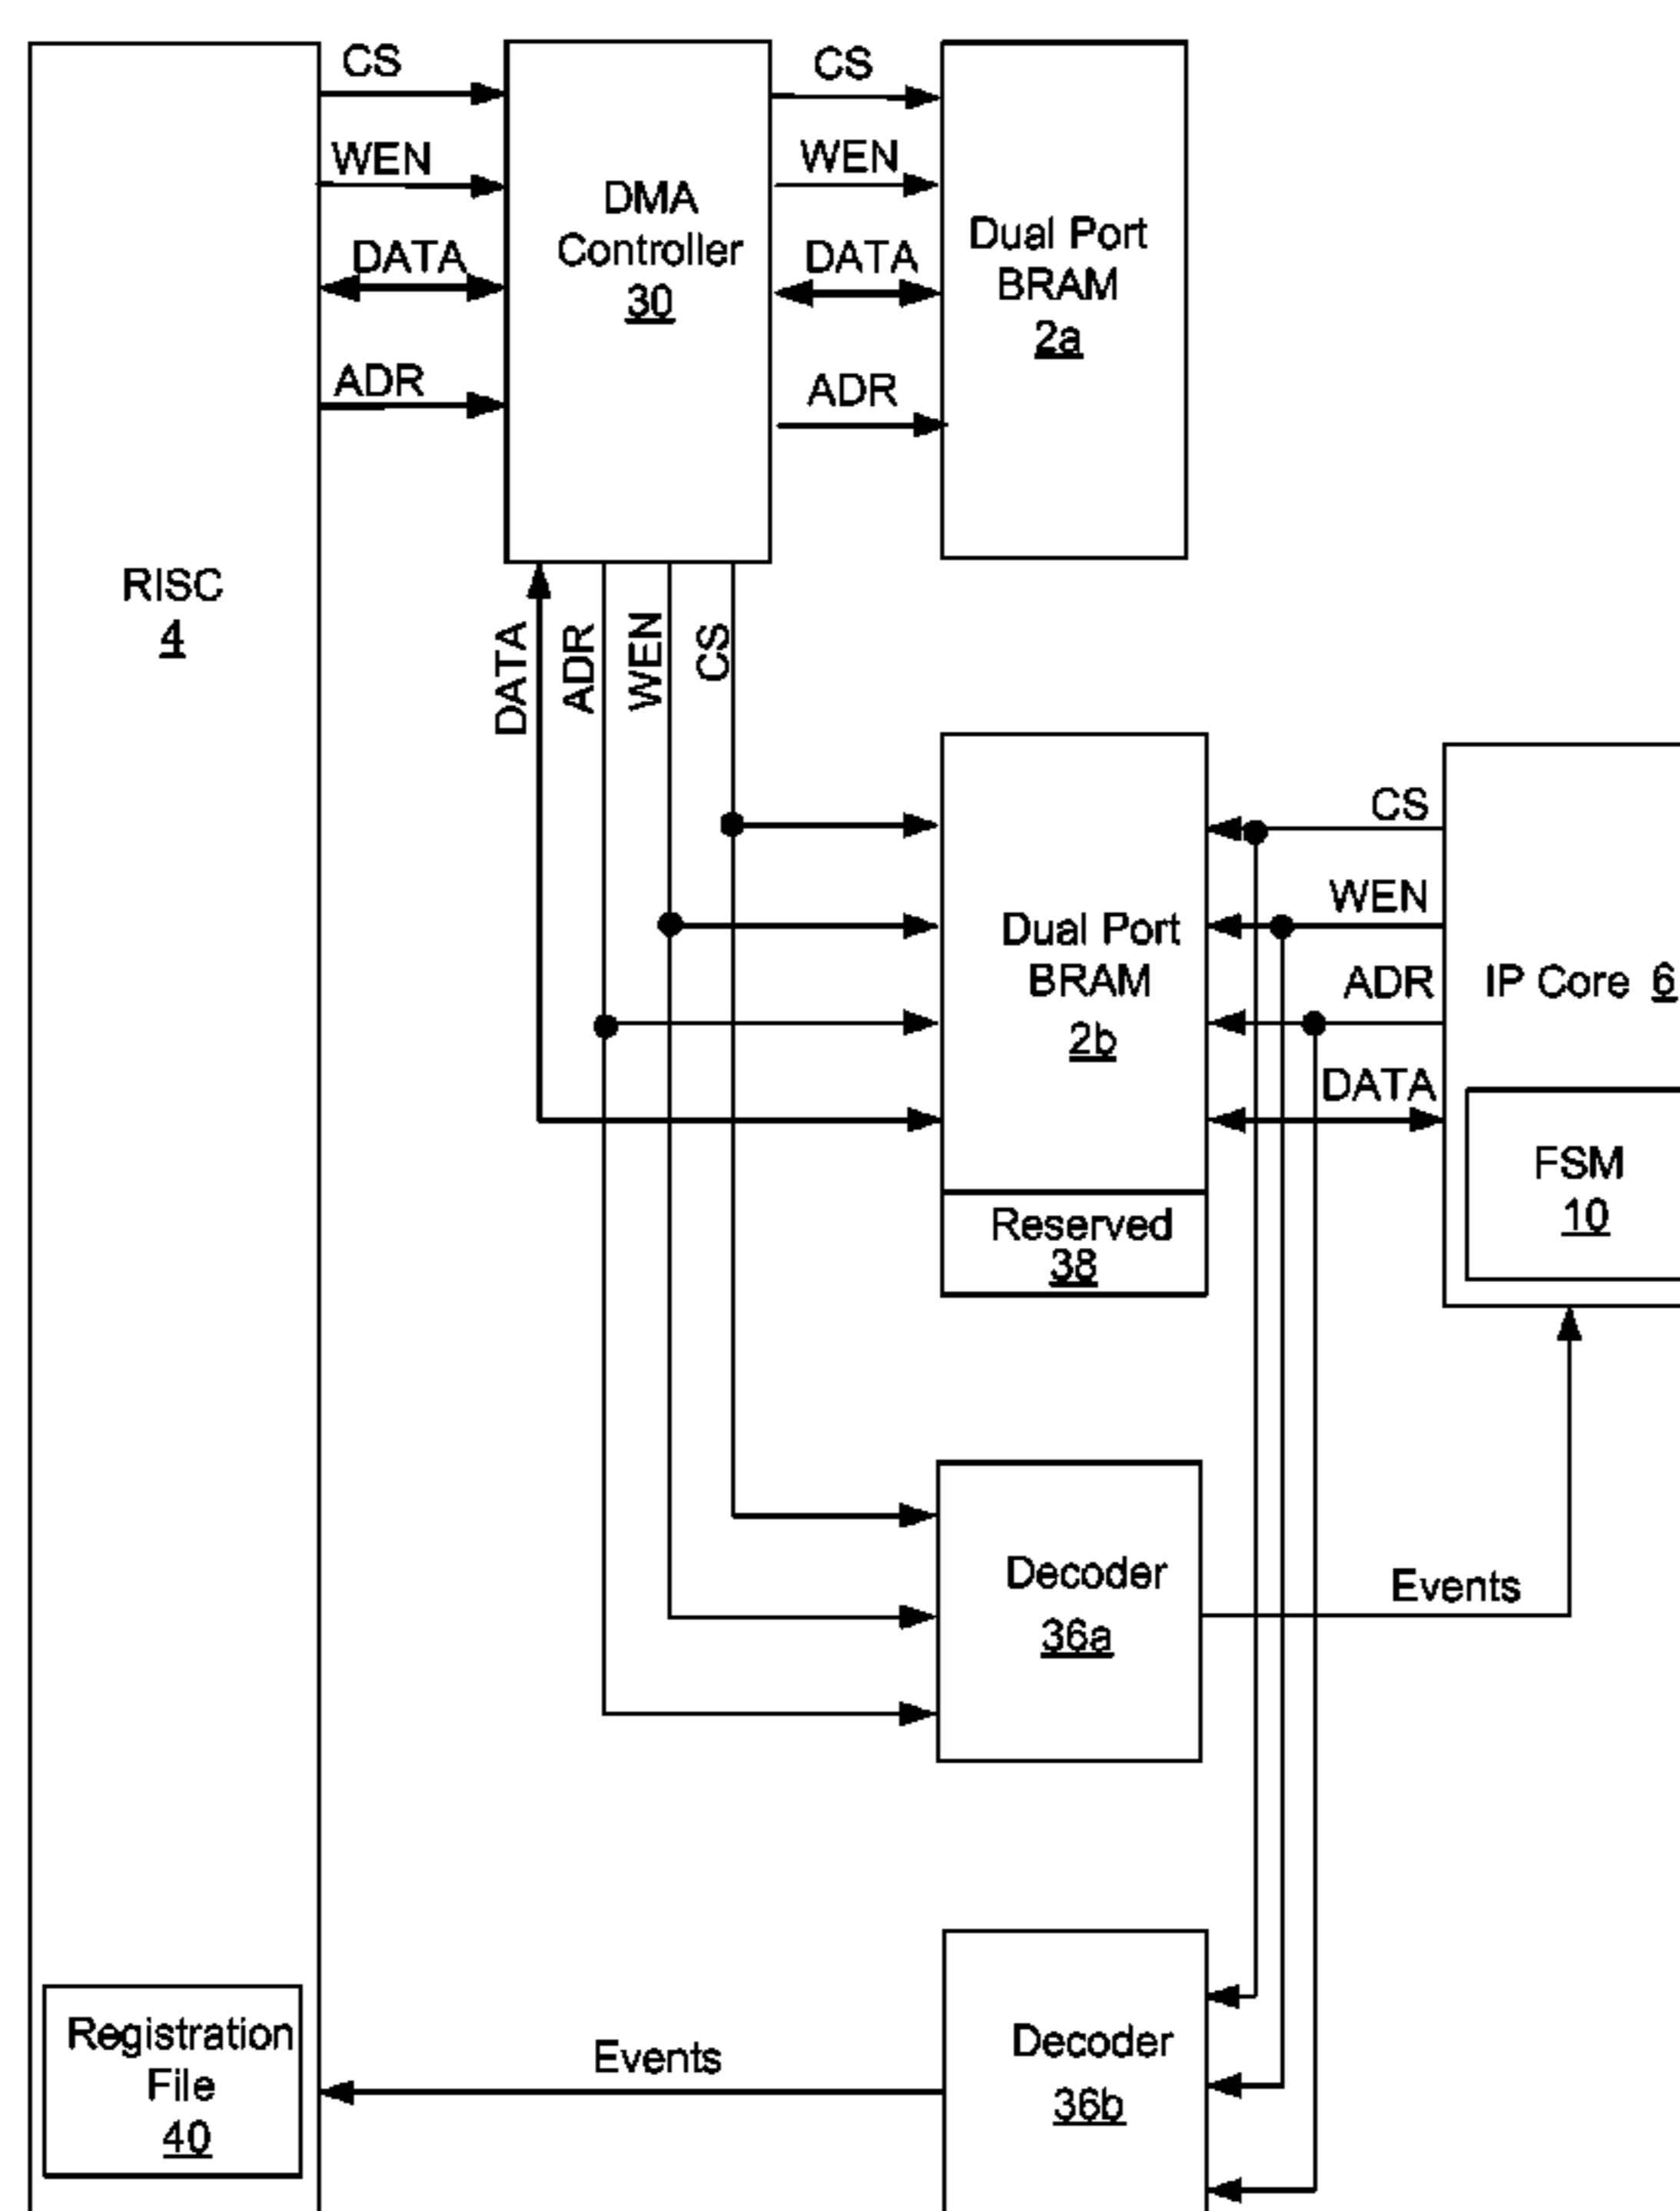 CS
CS
WEN
WEN
DMA
Controller
30
DATA
DATA
Dual Port
BRAM
2a
ADR
ADR
RISC
4
DATA
ADR
WEN
CS
CS
WEN
ADR
DATA
Dual Port
BRAM
2b
IP Core 6
FSM
10
Reserved
38
Decoder
36a
Events
Registration
File
40
Events
Decoder
36b